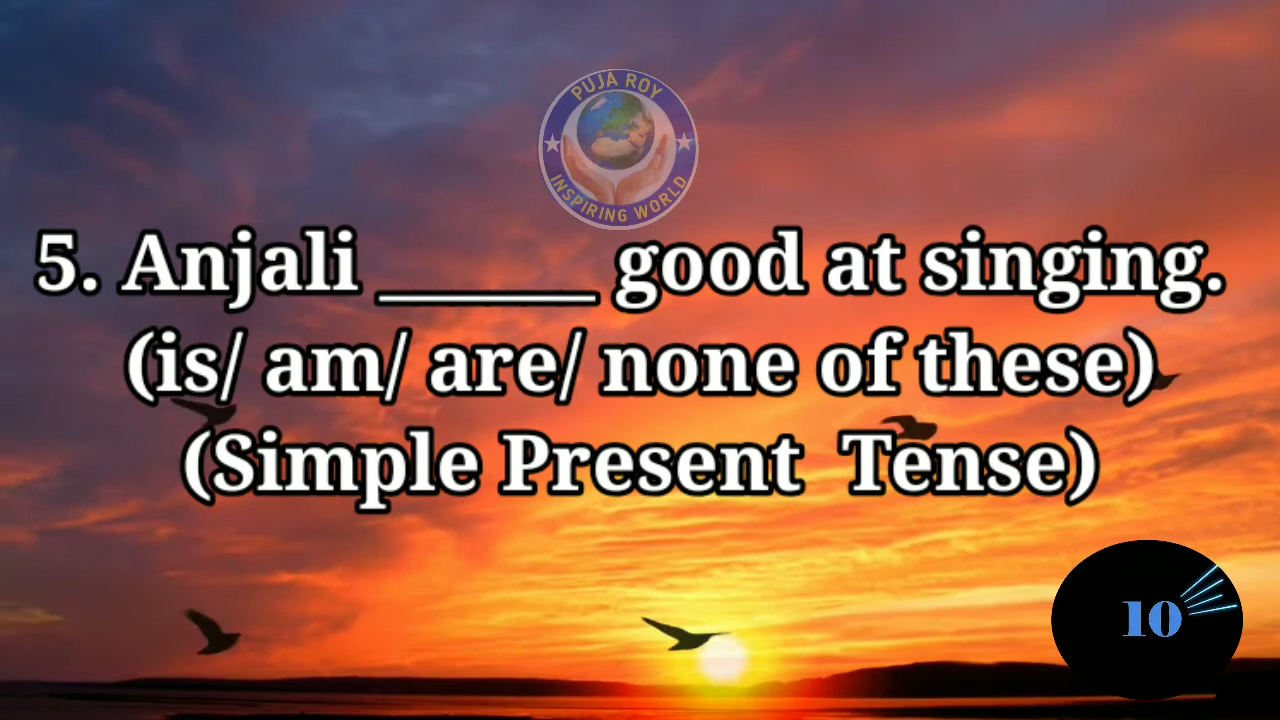 PUJA ROY
INSPIRING WORLD
5. Anjali ______ good at singing.
(is/ am/ are/ none of these)
(Simple Present Tense)
10